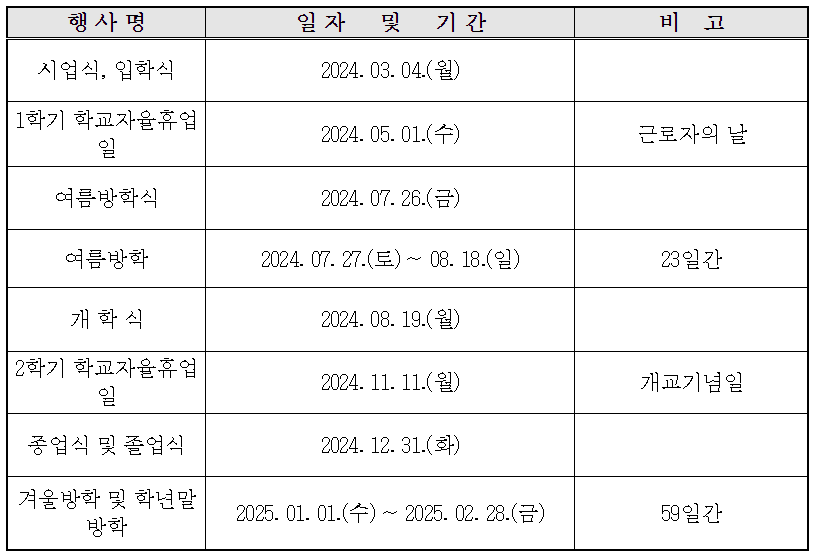 행 사 명 일 자 및 기 간 비 고
시업식, 입학식 2024. 03. 04.(월)
1학기 학교자율휴업
일 2024. 05. 01.(수) 근로자의 날
여름방학식 2024. 07. 26.(금)
여름방학 2024. 07. 27.(토) ~ 08. 18.(일) 23일간
개 학 식 2024. 08. 19.(월)
2학기 학교자율휴업
일 2024. 11. 11.(월) 개교기념일
종업식 및 졸업식 2024. 12. 31.(화)
겨울방학 및 학년말
방학 2025. 01. 01.(수) ~ 2025. 02. 28.(금) 59일간